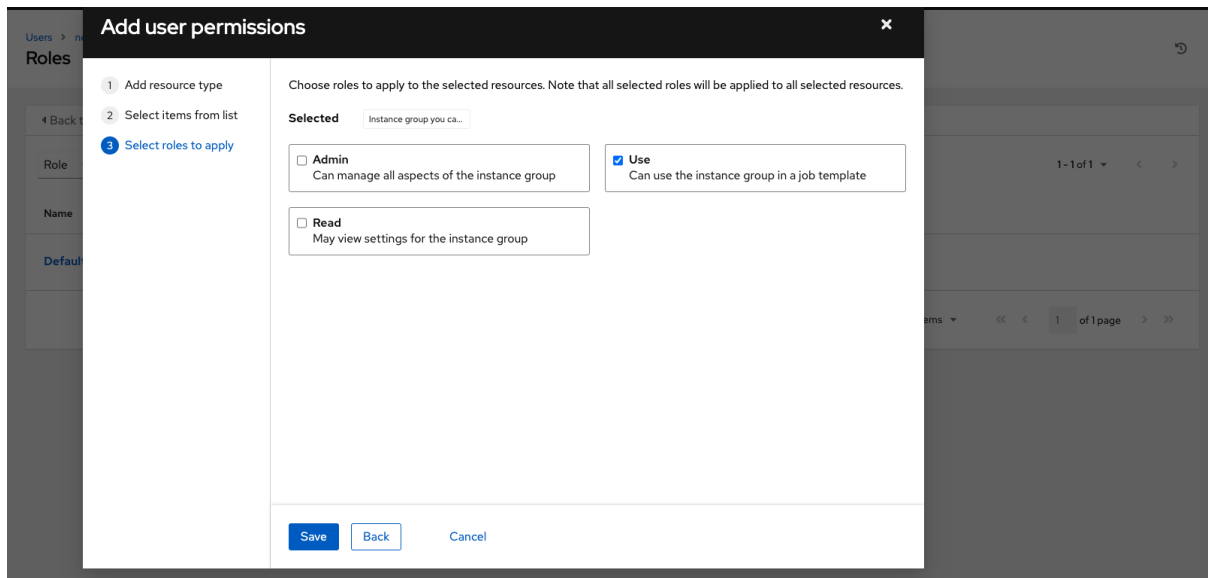 Add user permissions
Users
Roles
1 Add resource type
2 Select items from list
3 Select roles to apply
Choose roles to apply to the selected resources. Note that all selected roles will be applied to all selected resources.
Selected Instance group you ca...
Admin
Can manage all aspects of the instance group
Use
Can use the instance group in a job template
Read
May view settings for the instance group
Back
Role
1 - 1 of 1
Name
Default
1 of 1 page
Save Back Cancel